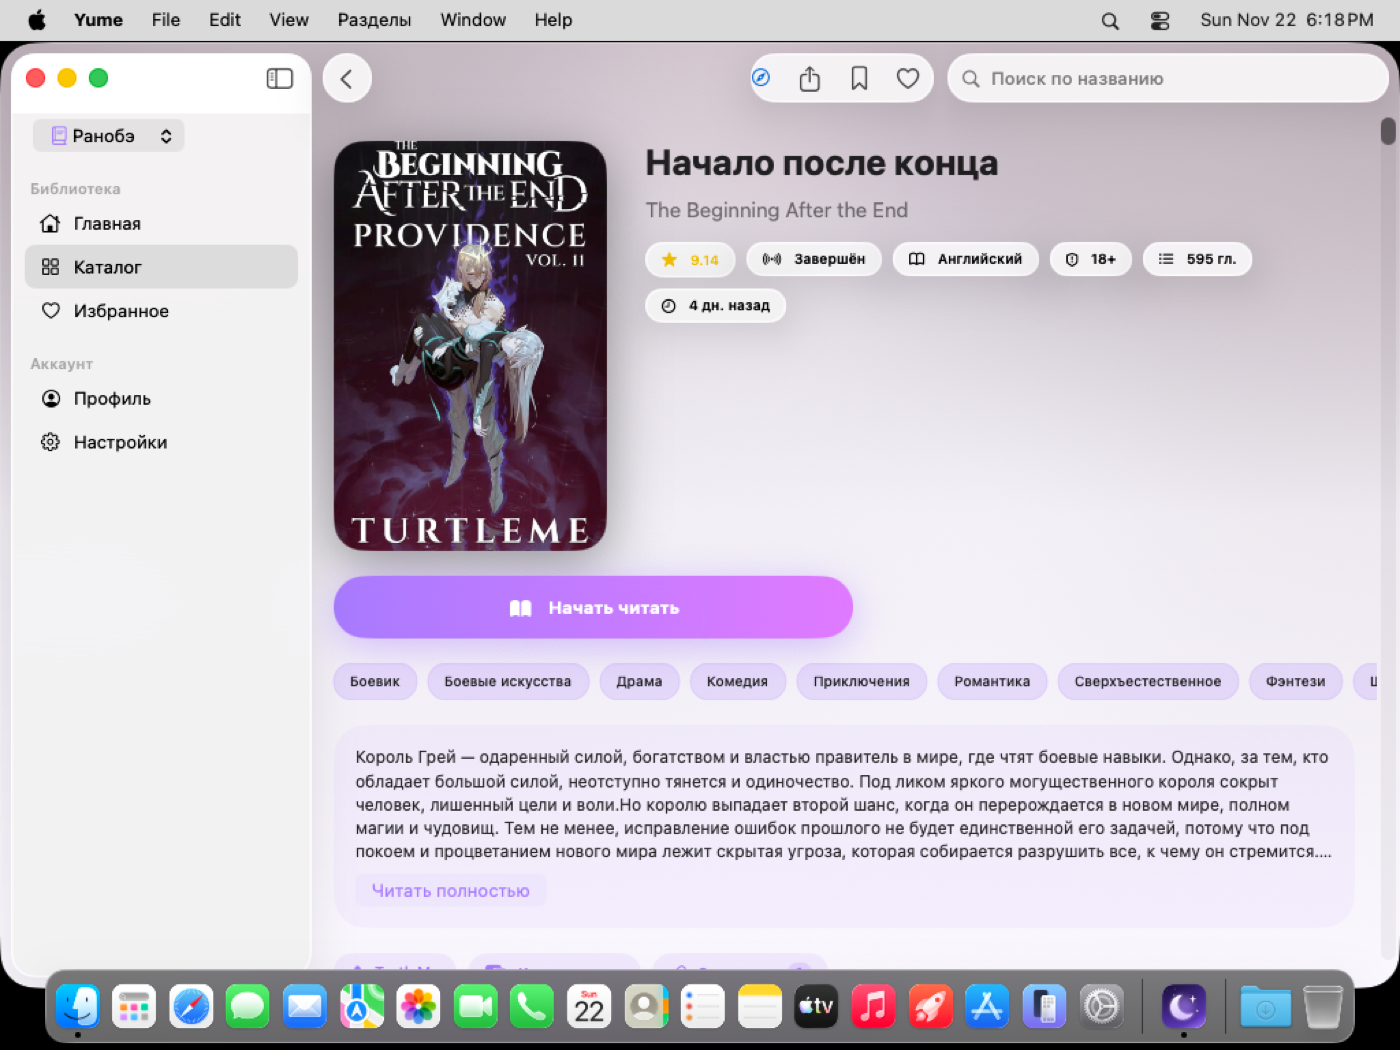 Yume File Edit View Разделы Window Help Sun Nov 22 6:18 PM
Поиск по названию
Ранобэ
Библиотека
Главная
Каталог
Избранное
Аккаунт
Профиль
Настройки
THE
BEGINNING
AFTER THE END
PROVIDENCE
VOL. 11
TURTLEME
Начало после конца
The Beginning After the End
9.14 Завершён Английский 18+ 595 гл.
4 дн. назад
Начать читать
Боевик Боевые искусства Драма Комедия Приключения Романтика Сверхъестественное Фэнтези
Король Грей — одаренный силой, богатством и властью правитель в мире, где чтят боевые навыки. Однако, за тем, кто
обладает большой силой, неотступно тянется и одиночество. Под ликом яркого могущественного короля сокрыт
человек, лишенный цели и воли.Но королю выпадает второй шанс, когда он перерождается в новом мире, полном
магии и чудовищ. Тем не менее, исправление ошибок прошлого не будет единственной его задачей, потому что под
покоем и процветанием нового мира лежит скрытая угроза, которая собирается разрушить все, к чему он стремится....
Читать полностью
Sun
22
tv